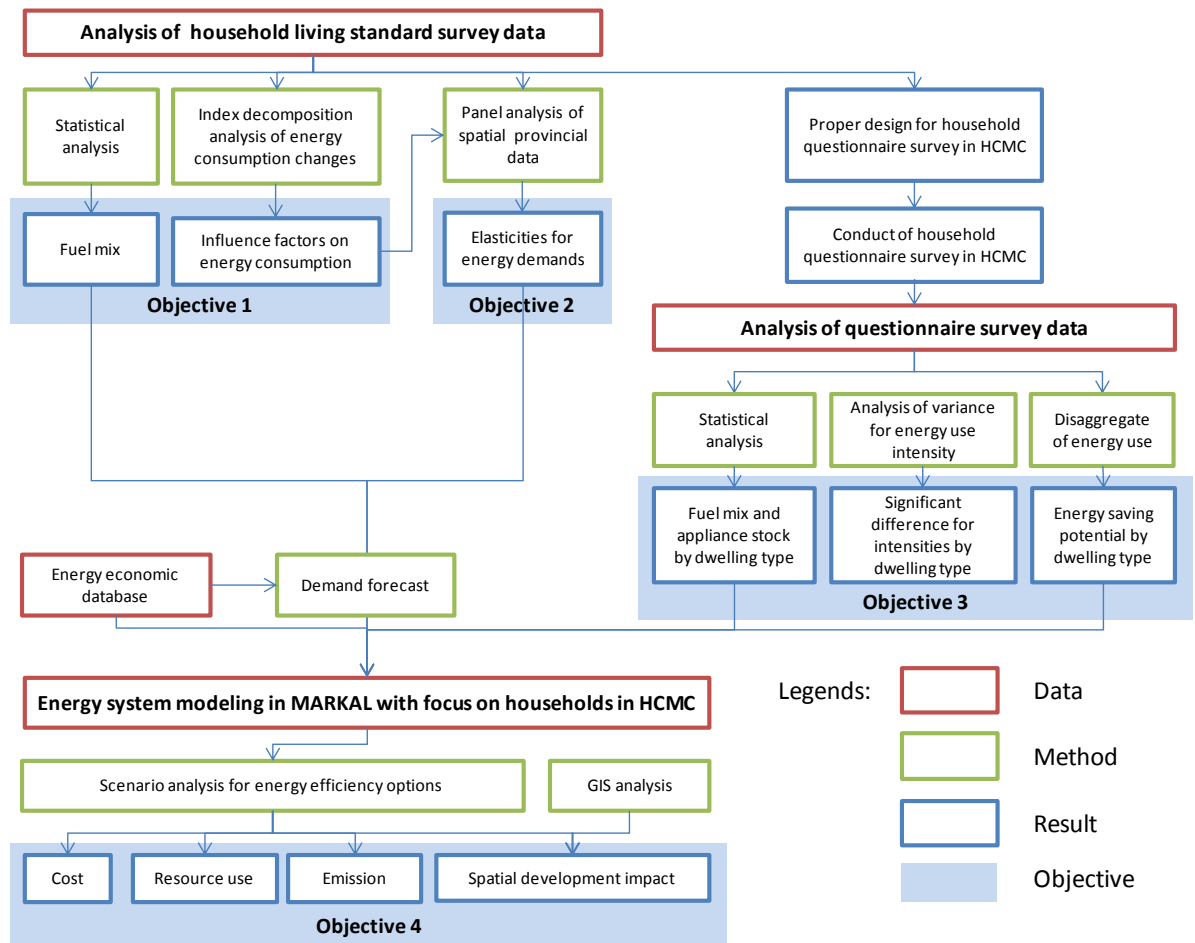 Analysis of household living standard survey data
Statistical
analysis
Index decomposition
analysis of energy
consumption changes
Panel analysis of
spatial provincial
data
Proper design for household
questionnaire survey in HCMC
Fuel mix
Influence factors on
energy consumption
Objective 1
Elasticities for
energy demands
Objective 2
Conduct of household
questionnaire survey in HCMC
Analysis of questionnaire survey data
Statistical
analysis
Analysis of variance
for energy use
intensity
Disaggregate
of energy use
Fuel mix and
appliance stock
by dwelling type
Significant
difference for
intensities by
dwelling type
Energy saving
potential by
dwelling type
Objective 3
Energy economic
database
Demand forecast
Energy system modeling in MARKAL with focus on households in HCMC
Scenario analysis for energy efficiency options
GIS analysis
Cost
Resource use
Emission
Spatial development impact
Objective 4
Legends:
Data
Method
Result
Objective